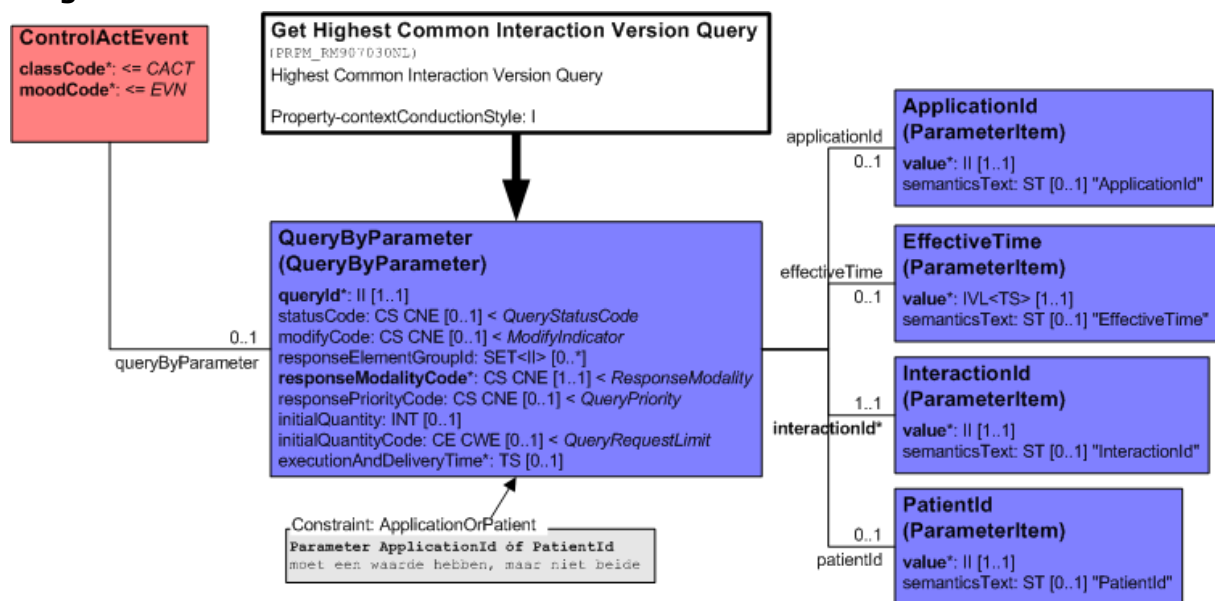 ControlActEvent
classCode*: <= CACT
moodCode*: <= EVN
Get Highest Common Interaction Version Query
(PRPM_RM907030NL)
Highest Common Interaction Version Query
Property-contextConductionStyle: I
0..1
queryByParameter
QueryByParameter
(QueryByParameter)
queryId*: II [1..1]
statusCode: CS CNE [0..1] < QueryStatusCode
modifyCode: CS CNE [0..1] < ModifyIndicator
responseElementGroupId: SET<II> [0..*]
responseModalityCode*: CS CNE [1..1] < ResponseModality
responsePriorityCode: CS CNE [0..1] < QueryPriority
initialQuantity: INT [0..1]
initialQuantityCode: CE CWE [0..1] < QueryRequestLimit
executionAndDeliveryTime*: TS [0..1]
Constraint: ApplicationOrPatient
Parameter ApplicationId óf PatientId
moet een waarde hebben, maar niet beide
applicationId
0..1
ApplicationId
(ParameterItem)
value*: II [1..1]
semanticsText: ST [0..1] "ApplicationId"
effectiveTime
0..1
EffectiveTime
(ParameterItem)
value*: IVL<TS> [1..1]
semanticsText: ST [0..1] "EffectiveTime"
1..1
interactionId*
InteractionId
(ParameterItem)
value*: II [1..1]
semanticsText: ST [0..1] "InteractionId"
0..1
patientId
PatientId
(ParameterItem)
value*: II [1..1]
semanticsText: ST [0..1] "PatientId"